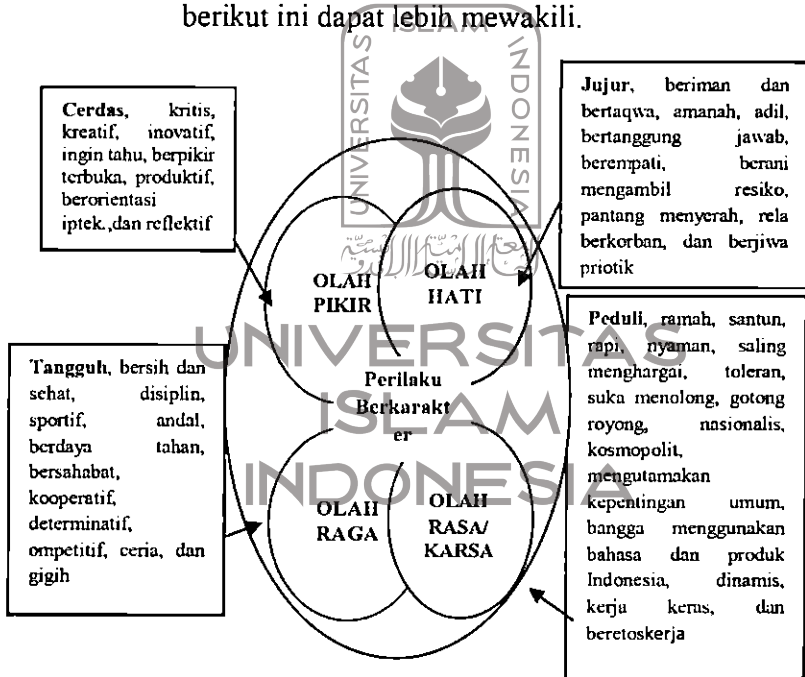 berikut ini dapat lebih mewakili.
ISLAM
UNIVERSITAS
INDONESIA
Cerdas, kritis,
kreatif, inovatif,
ingin tahu, berpikir
terbuka, produktif,
berorientasi
iptek.,dan reflektif
Jujur, beriman dan
bertaqwa, amanah, adil,
bertanggung jawab,
berempati, berani
mengambil resiko,
pantang menyerah, rela
berkorban, dan berjiwa
priotik
OLAH
PIKIR
OLAH
HATI
UNIVERSITAS
ISLAM
INDONESIA
Perilaku
Berkarakt
er
Tangguh, bersih dan
sehat, disiplin,
sportif, andal,
berdaya tahan,
bersahabat,
kooperatif,
determinatif,
ompetitif, ceria, dan
gigih
Peduli, ramah, santun,
rapi, nyaman, saling
menghargai, toleran,
suka menolong, gotong
royong, nasionalis,
kosmopolit,
mengutamakan
kepentingan umum,
bangga menggunakan
bahasa dan produk
Indonesia, dinamis,
kerja keras, dan
beretoskerja
OLAH
RAGA
OLAH
RASA/
KARSA